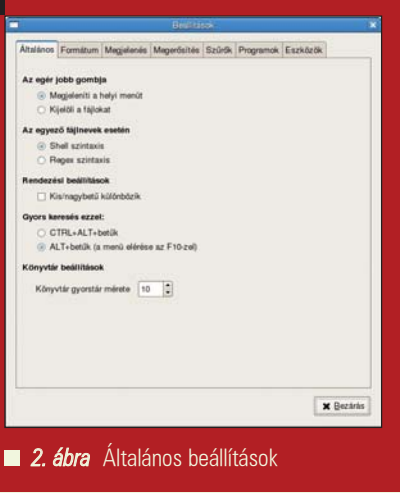 Beállítások
Általános Formátum Megjelenés Megerősítés Szűrők Programok Eszközök
Az egér jobb gombja
Megjeleníti a helyi menüt
Kijelöli a fájlokat
Az egyező fájlnevek esetén
Shell szintaxis
Regex szintaxis
Rendezési beállítások
Kis/nagybetű különbözik
Gyors keresés ezzel:
CTRL+ALT+betűk
ALT+betűk (a menü elérése az F10-zel)
Könyvtár beállítások
Könyvtár gyorstár mérete 10
Bezárás
2. ábra Általános beállítások